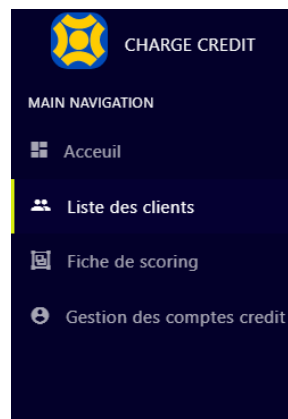 CHARGE CREDIT
MAIN NAVIGATION
Acceuil
Liste des clients
Fiche de scoring
Gestion des comptes credit